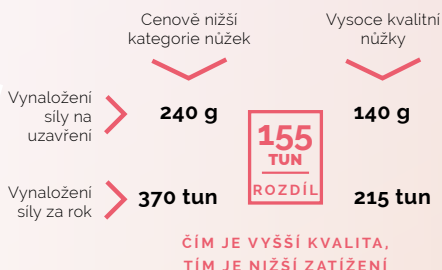 Cenově nižší
kategorie nůžek
Vysoce kvalitní
nůžky
Vynaložení
síly na
uzavření
240 g
140 g
155
TUN
ROZDÍL
Vynaložení
síly za rok
370 tun
215 tun
ČÍM JE VYŠŠÍ KVALITA,
TÍM JE NIŽŠÍ ZATÍŽENÍ